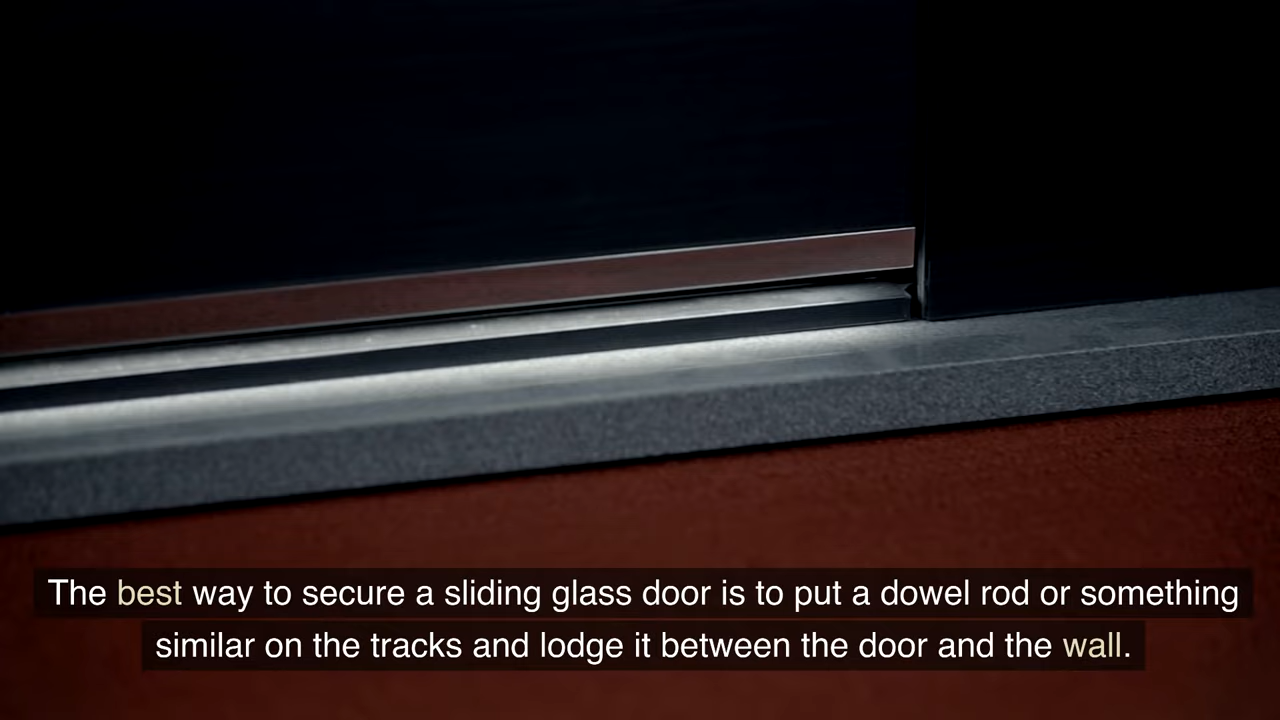 The best way to secure a sliding glass door is to put a dowel rod or something
similar on the tracks and lodge it between the door and the wall.